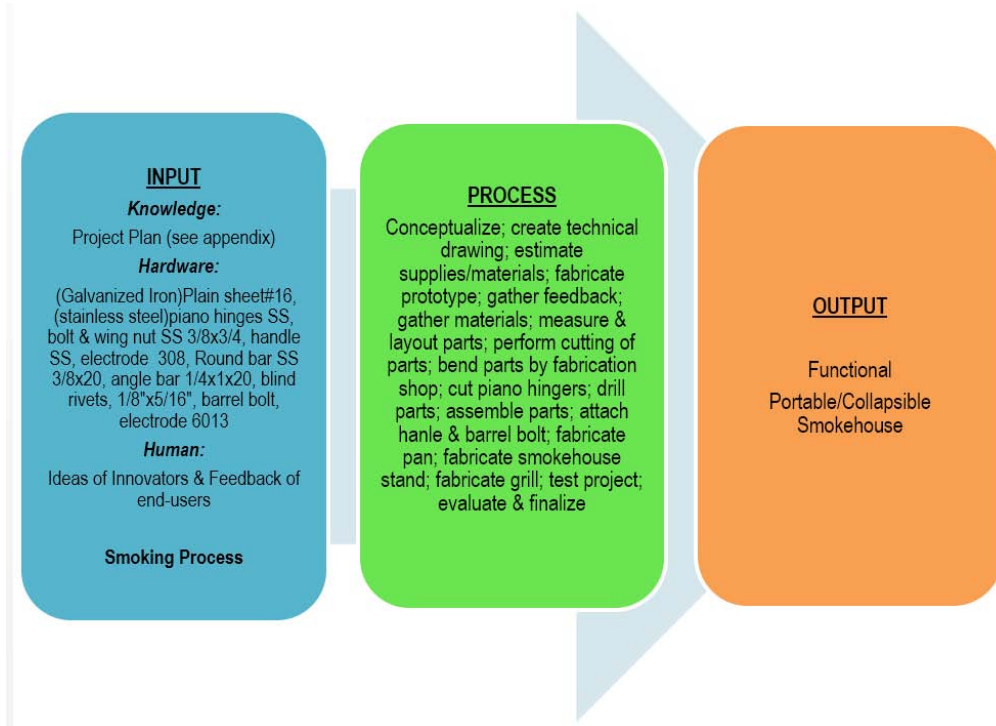 INPUT
Knowledge:
Project Plan (see appendix)
Hardware:
(Galvanized Iron)Plain sheet#16,
(stainless steel)piano hinges SS,
bolt & wing nut SS 3/8x3/4, handle
SS, electrode 308, Round bar SS
3/8x20, angle bar 1/4x1x20, blind
rivets, 1/8"x5/16", barrel bolt,
electrode 6013
Human:
Ideas of Innovators & Feedback of
end-users
Smoking Process
PROCESS
Conceptualize; create technical
drawing; estimate
supplies/materials; fabricate
prototype; gather feedback;
gather materials; measure &
layout parts; perform cutting of
parts; bend parts by fabrication
shop; cut piano hingers; drill
parts; assemble parts; attach
hanle & barrel bolt; fabricate
pan; fabricate smokehouse
stand; fabricate grill; test project;
evaluate & finalize
OUTPUT
Functional
Portable/Collapsible
Smokehouse